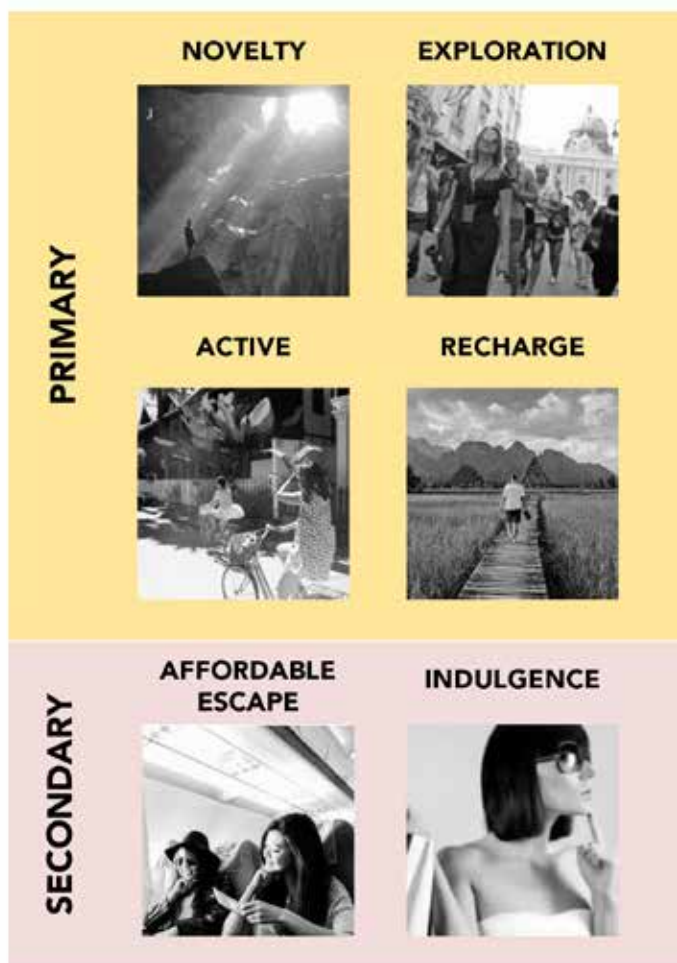 PRIMARY
NOVELTY
EXPLORATION
ACTIVE
RECHARGE
SECONDARY
AFFORDABLE
ESCAPE
INDULGENCE